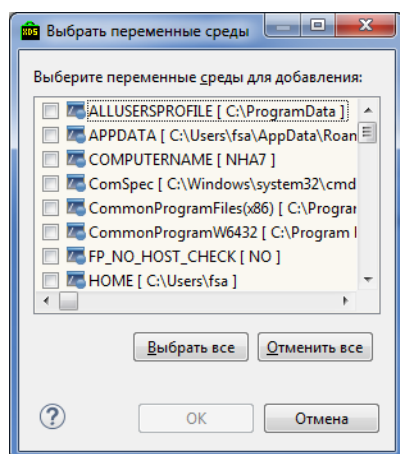 XDS Выбрать переменные среды
Выберите переменные среды для добавления:
ALLUSERSPROFILE [ C:\ProgramData ]
APPDATA [ C:\Users\fsa\AppData\Roan
COMPUTERNAME [ NHA7 ]
ComSpec [ C:\Windows\system32\cmd
CommonProgramFiles(x86) [ C:\Prograr
CommonProgramW6432 [ C:\Program I
FP_NO_HOST_CHECK [ NO ]
HOME [ C:\Users\fsa ]
Выбрать все Отменить все
? OK Отмена